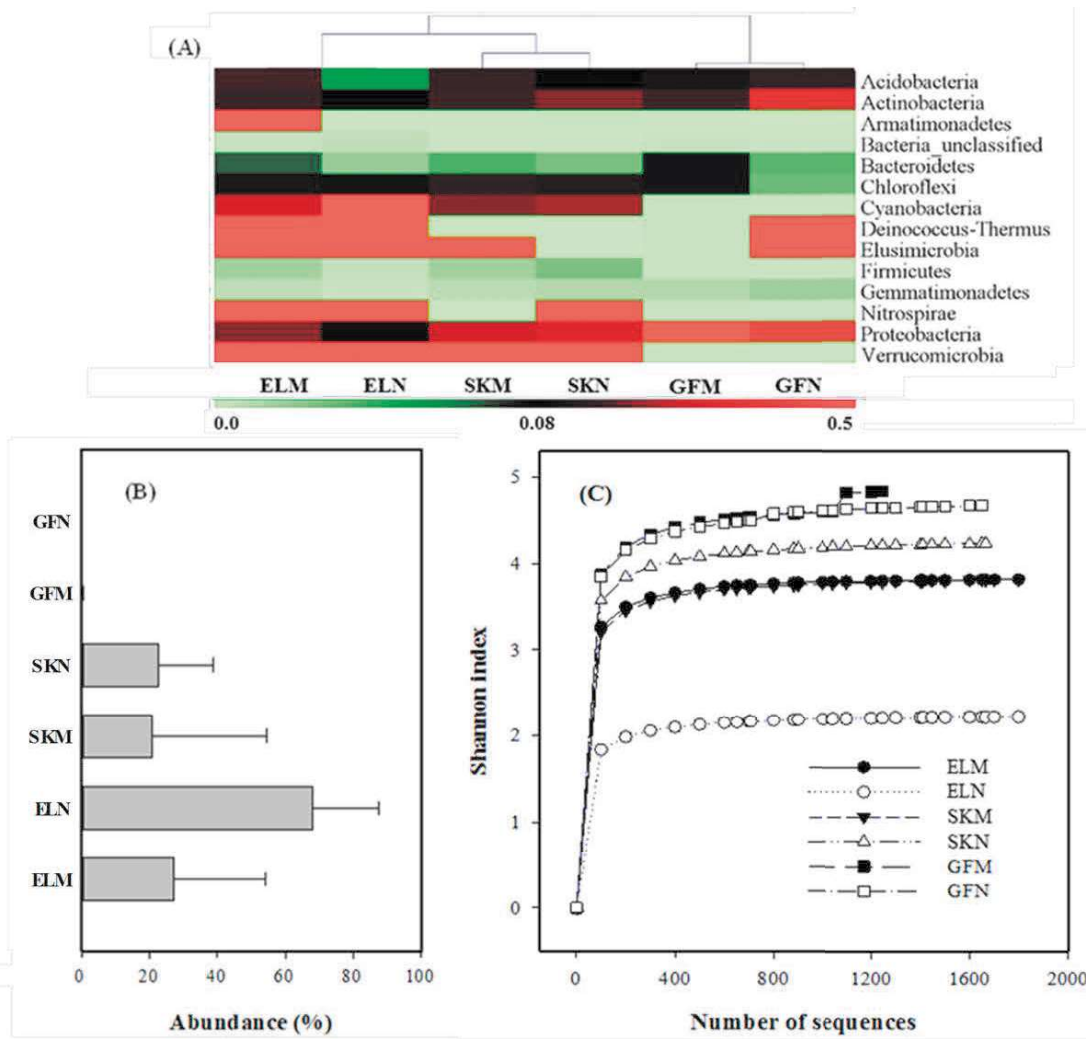 (A)
Acidobacteria
Actinobacteria
Armatimonadetes
Bacteria_unclassified
Bacteroidetes
Chloroflexi
Cyanobacteria
Deinococcus-Thermus
Elusimicrobia
Firmicutes
Gemmatimonadetes
Nitrospirae
Proteobacteria
Verrucomicrobia
ELM ELN SKM SKN GFM GFN
0.0 0.08 0.5
(B)
GFN
GFM
SKN
SKM
ELN
ELM
0 20 40 60 80 100
Abundance (%)
(C)
Shannon index
5
4
3
2
1
0
ELM
ELN
SKM
SKN
GFM
GFN
0 400 800 1200 1600 2000
Number of sequences